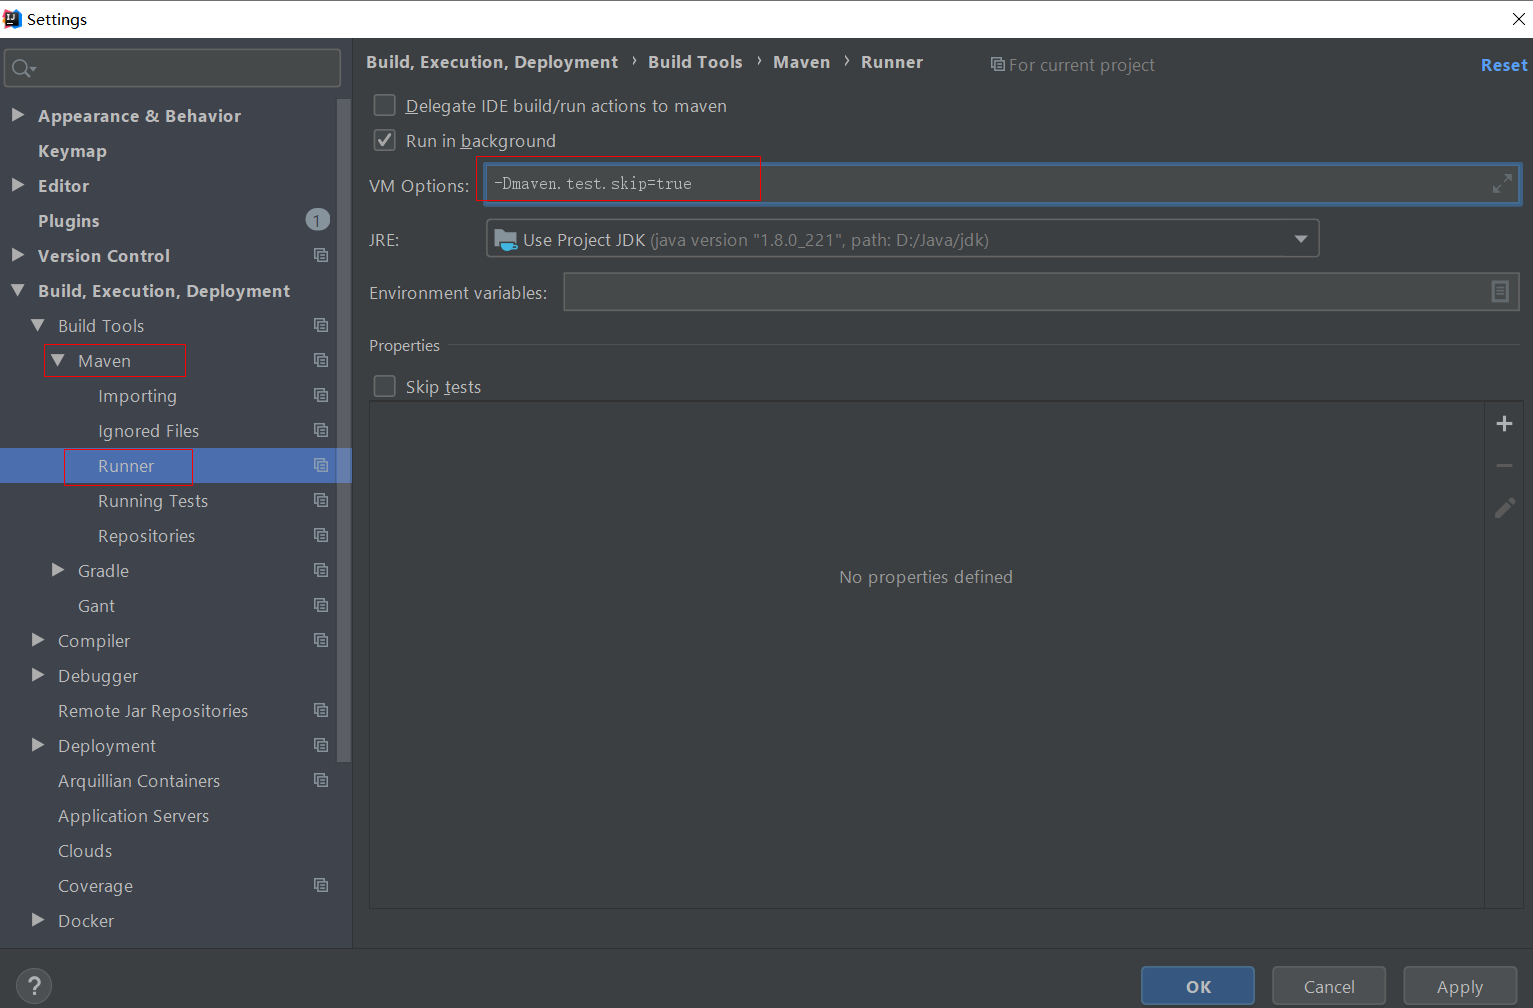 Settings
Build, Execution, Deployment › Build Tools › Maven › Runner
For current project
Reset
Appearance & Behavior
Keymap
Editor
Plugins
1
Version Control
Build, Execution, Deployment
Build Tools
Maven
Importing
Ignored Files
Runner
Running Tests
Repositories
Gradle
Gant
Compiler
Debugger
Remote Jar Repositories
Deployment
Arquillian Containers
Application Servers
Clouds
Coverage
Docker
Delegate IDE build/run actions to maven
Run in background
VM Options: -Dmaven.test.skip=true
JRE: Use Project JDK (java version "1.8.0_221", path: D:/Java/jdk)
Environment variables:
Properties
Skip tests
No properties defined
?
OK
Cancel
Apply